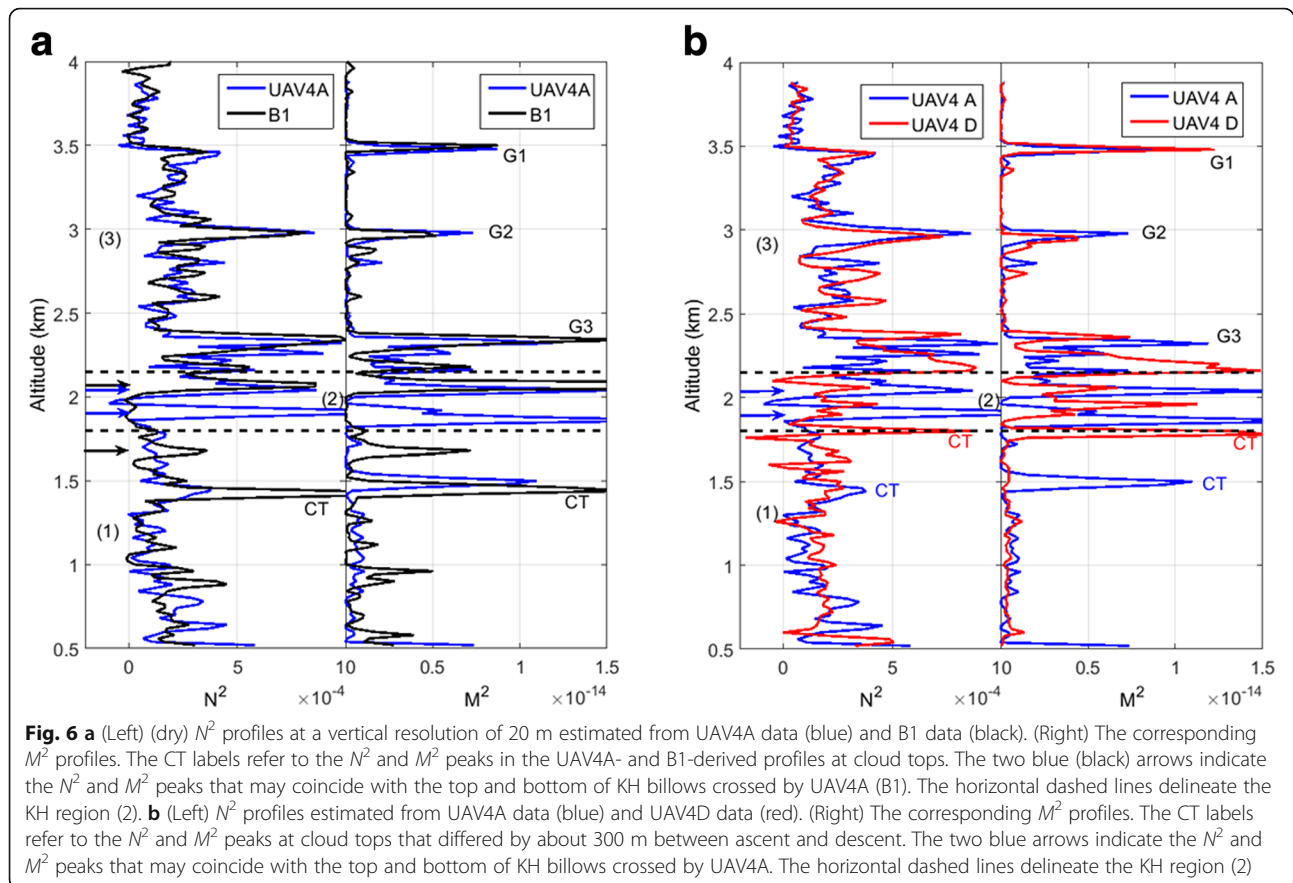 a
b
UAV4A
B1
UAV4A
B1
UAV4 A
UAV4 D
UAV4 A
UAV4 D
4
3.5
3
2.5
2
1.5
1
0.5
Altitude (km)
G1
G2
G3
(3)
(2)
(1)
CT
CT
0
5
10
0.5
1
1.5
N²
×10⁻⁴
M²
×10⁻¹⁴
4
3.5
3
2.5
2
1.5
1
0.5
Altitude (km)
G1
G2
G3
(3)
(2)
(1)
CT
CT
CT
CT
0
5
10
0.5
1
1.5
N²
×10⁻⁴
M²
×10⁻¹⁴
Fig. 6 a (Left) (dry) N² profiles at a vertical resolution of 20 m estimated from UAV4A data (blue) and B1 data (black). (Right) The corresponding
M² profiles. The CT labels refer to the N² and M² peaks in the UAV4A- and B1-derived profiles at cloud tops. The two blue (black) arrows indicate
the N² and M² peaks that may coincide with the top and bottom of KH billows crossed by UAV4A (B1). The horizontal dashed lines delineate the
KH region (2). b (Left) N² profiles estimated from UAV4A data (blue) and UAV4D data (red). (Right) The corresponding M² profiles. The CT labels
refer to the N² and M² peaks at cloud tops that differed by about 300 m between ascent and descent. The two blue arrows indicate the N² and
M² peaks that may coincide with the top and bottom of KH billows crossed by UAV4A. The horizontal dashed lines delineate the KH region (2)